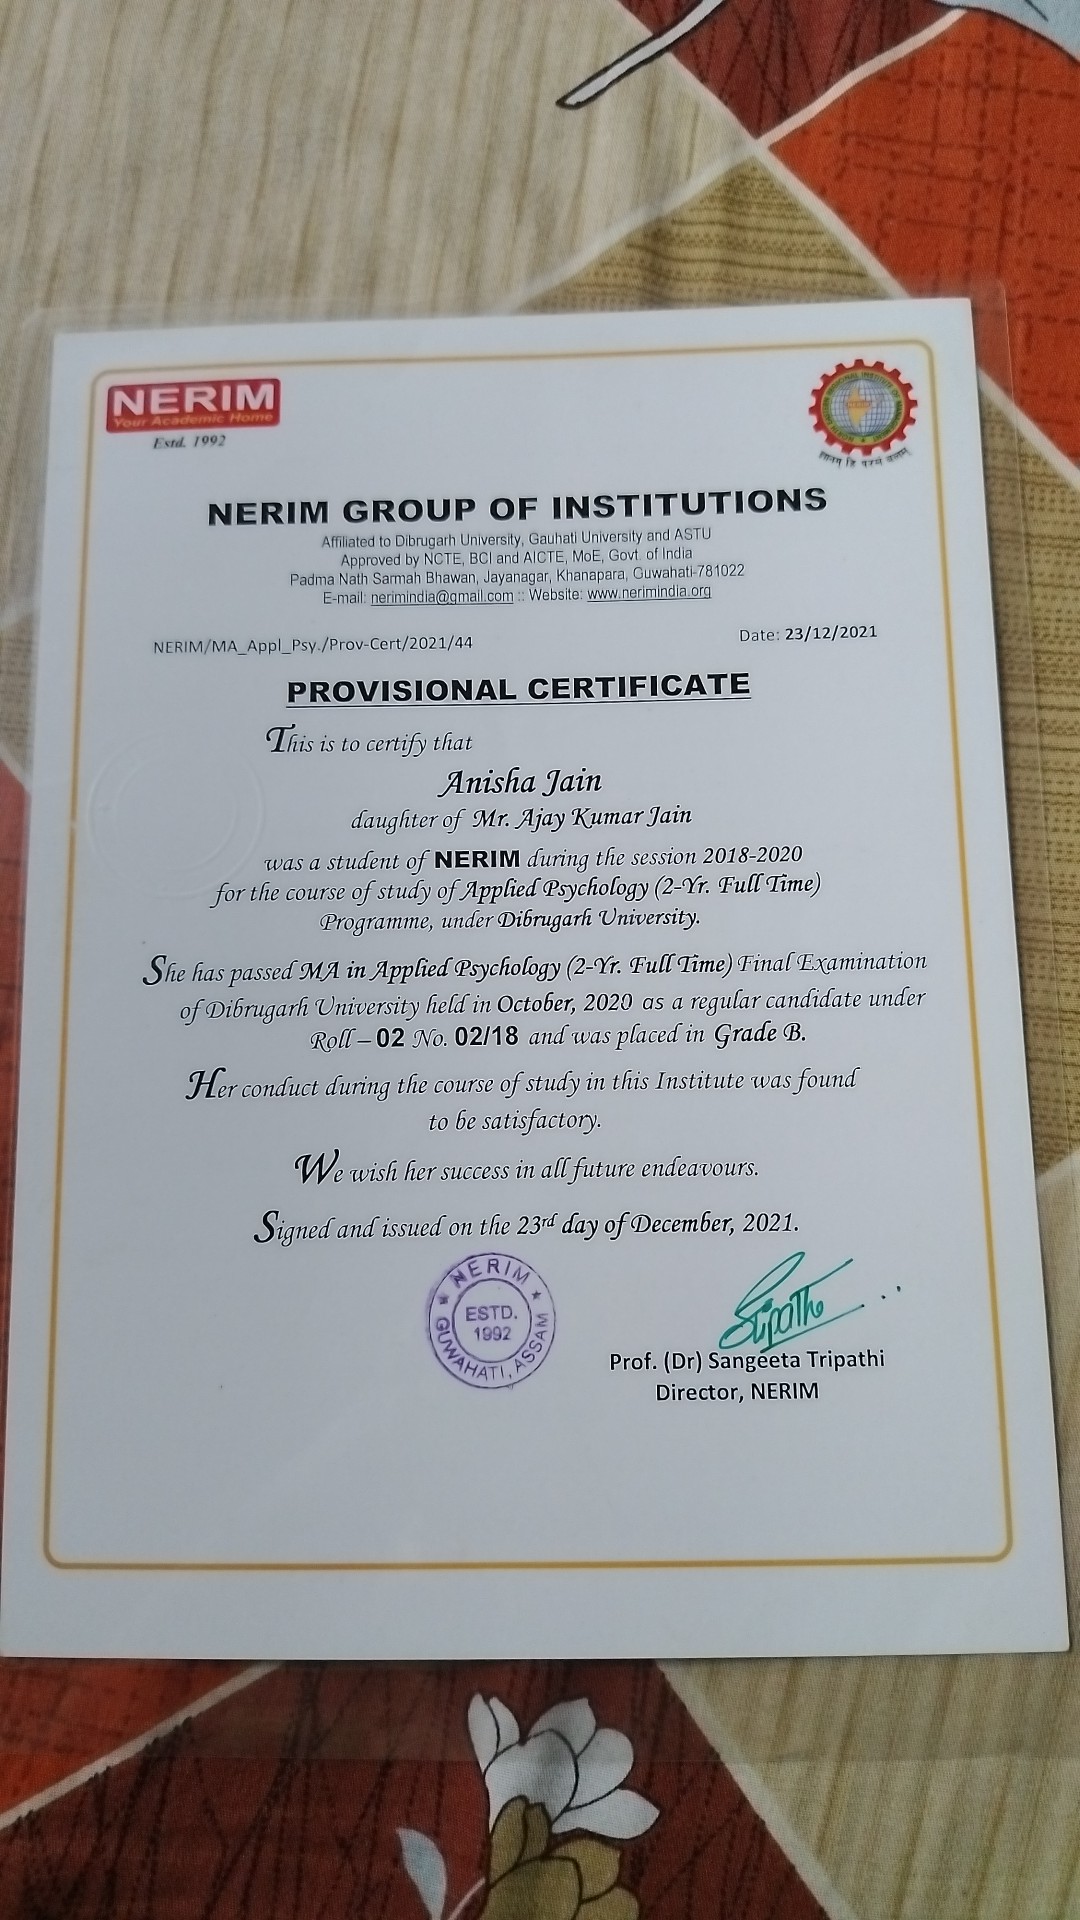 NERIM
Your Academic Home
Estd. 1992
ज्ञानम् हि परमं बलम्
NERIM GROUP OF INSTITUTIONS
Affiliated to Dibrugarh University, Gauhati University and ASTU
Approved by NCTE, BCI and AICTE, MoE, Govt. of India
Padma Nath Sarmah Bhawan, Jayanagar, Khanapara, Guwahati-781022
E-mail: nerimindia@gmail.com :: Website: www.nerimindia.org
NERIM/MA_Appl_Psy./Prov-Cert/2021/44
Date: 23/12/2021
PROVISIONAL CERTIFICATE
This is to certify that
Anisha Jain
daughter of Mr. Ajay Kumar Jain
was a student of NERIM during the session 2018-2020
for the course of study of Applied Psychology (2-Yr. Full Time)
Programme, under Dibrugarh University.
She has passed MA in Applied Psychology (2-Yr. Full Time) Final Examination
of Dibrugarh University held in October, 2020 as a regular candidate under
Roll – 02 No. 02/18 and was placed in Grade B.
Her conduct during the course of study in this Institute was found
to be satisfactory.
We wish her success in all future endeavours.
Signed and issued on the 23rd day of December, 2021.
NERIM
ESTD.
1992
GUWAHATI, ASSAM
Stripathi
Prof. (Dr) Sangeeta Tripathi
Director, NERIM